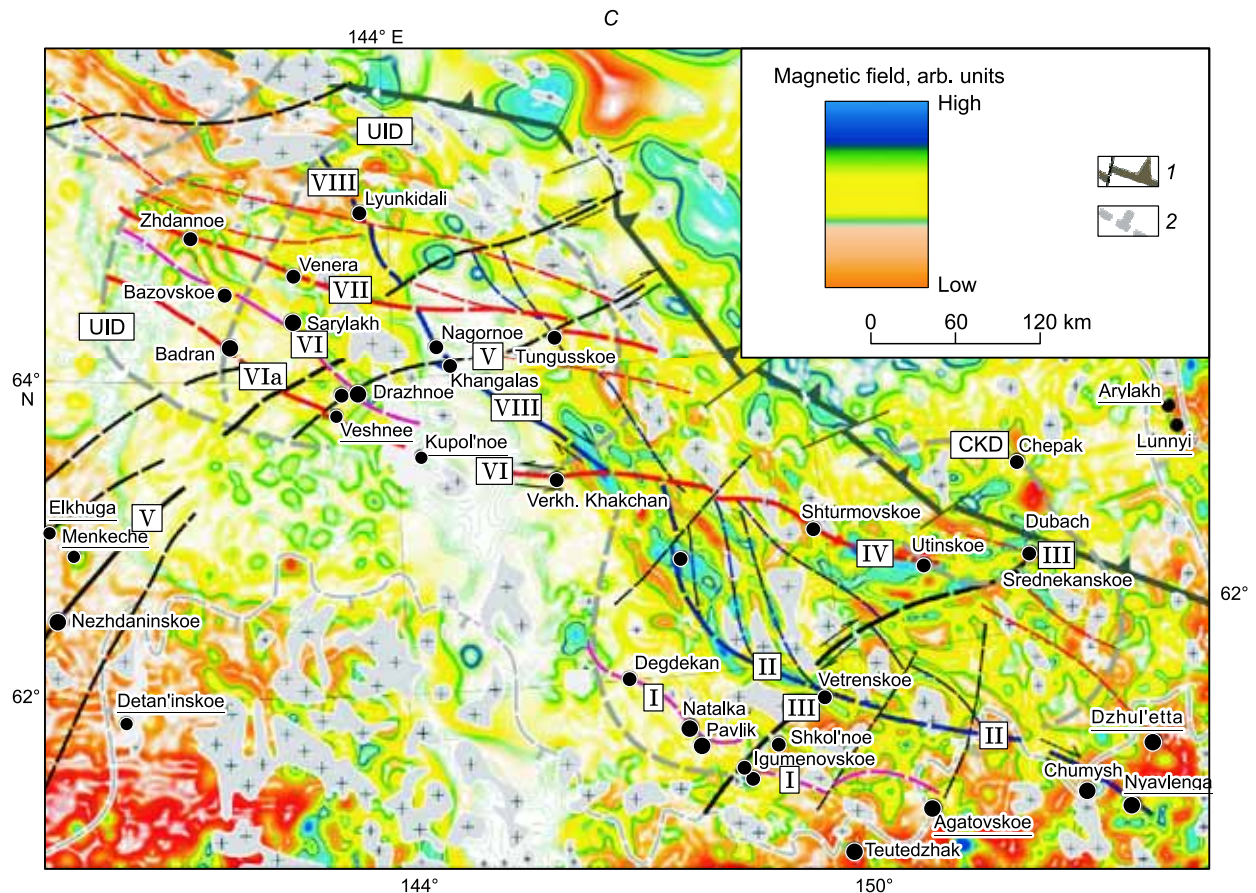 C
144° E
Magnetic field, arb. units
High
Low
1
2
0 60 120 km
UID
VIII
Lyunkidali
Zhdannoe
Venera
VII
Bazovskoe
UID
Sarylakh
VI
Nagornoe
V
Tungusskoe
Badran
VIa
64°
N
Drazhnoe
Khangalas
VIII
Veshnee
Kupol'noe
VI
Verkh. Khakchan
Arylakh
Lunnyi
CKD
Chepak
Elkhuga
V
Menkeche
Shturmovskoe
Dubach
Utinskoe
IV
III
Srednekanskoe
62°
Nezhdaninskoe
Degdekan
II
Vetrenskoe
62°
I
Detan'inskoe
Natalka
III
Pavlik
Shkol'noe
Dzhul'etta
II
Igumenovskoe
I
Chumysh
Nyavlenga
Agatovskoe
Teutedzhak
144°
150°